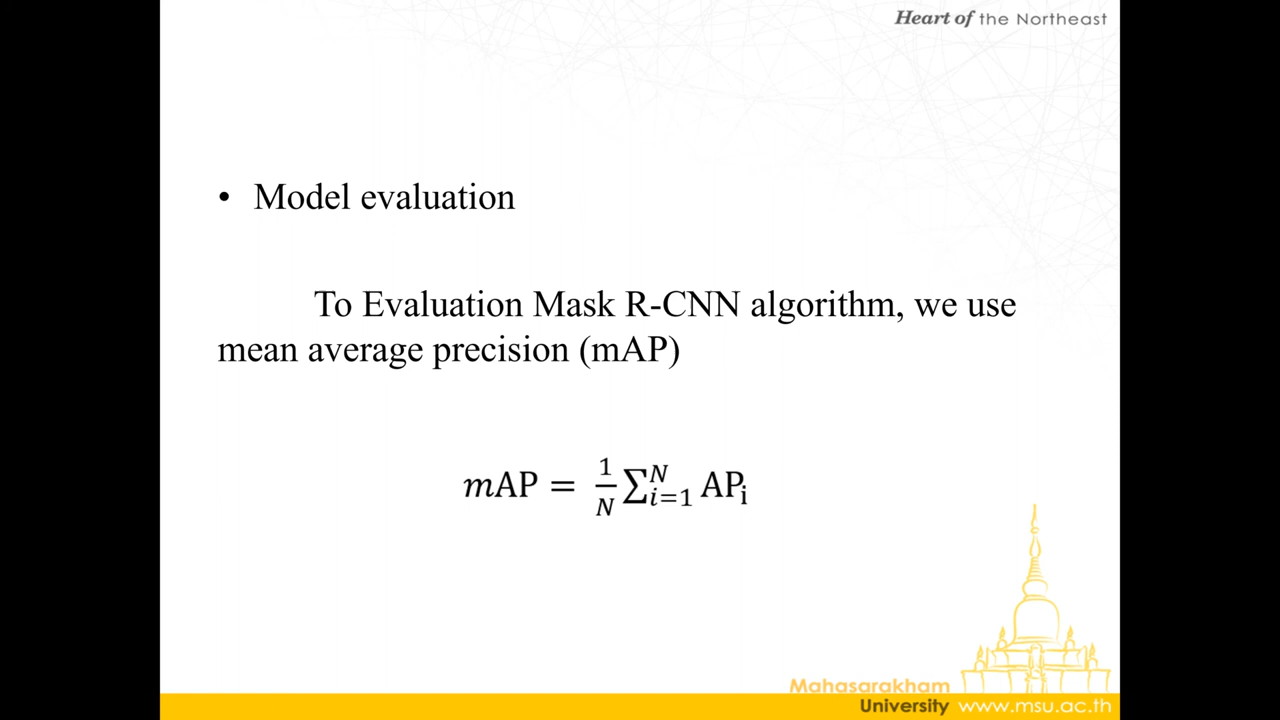 Heart of the Northeast
• Model evaluation
To Evaluation Mask R-CNN algorithm, we use
mean average precision (mAP)
mAP = 1/N ∑_{i=1}^{N} AP_i
Mahasarakham
University www.msu.ac.th